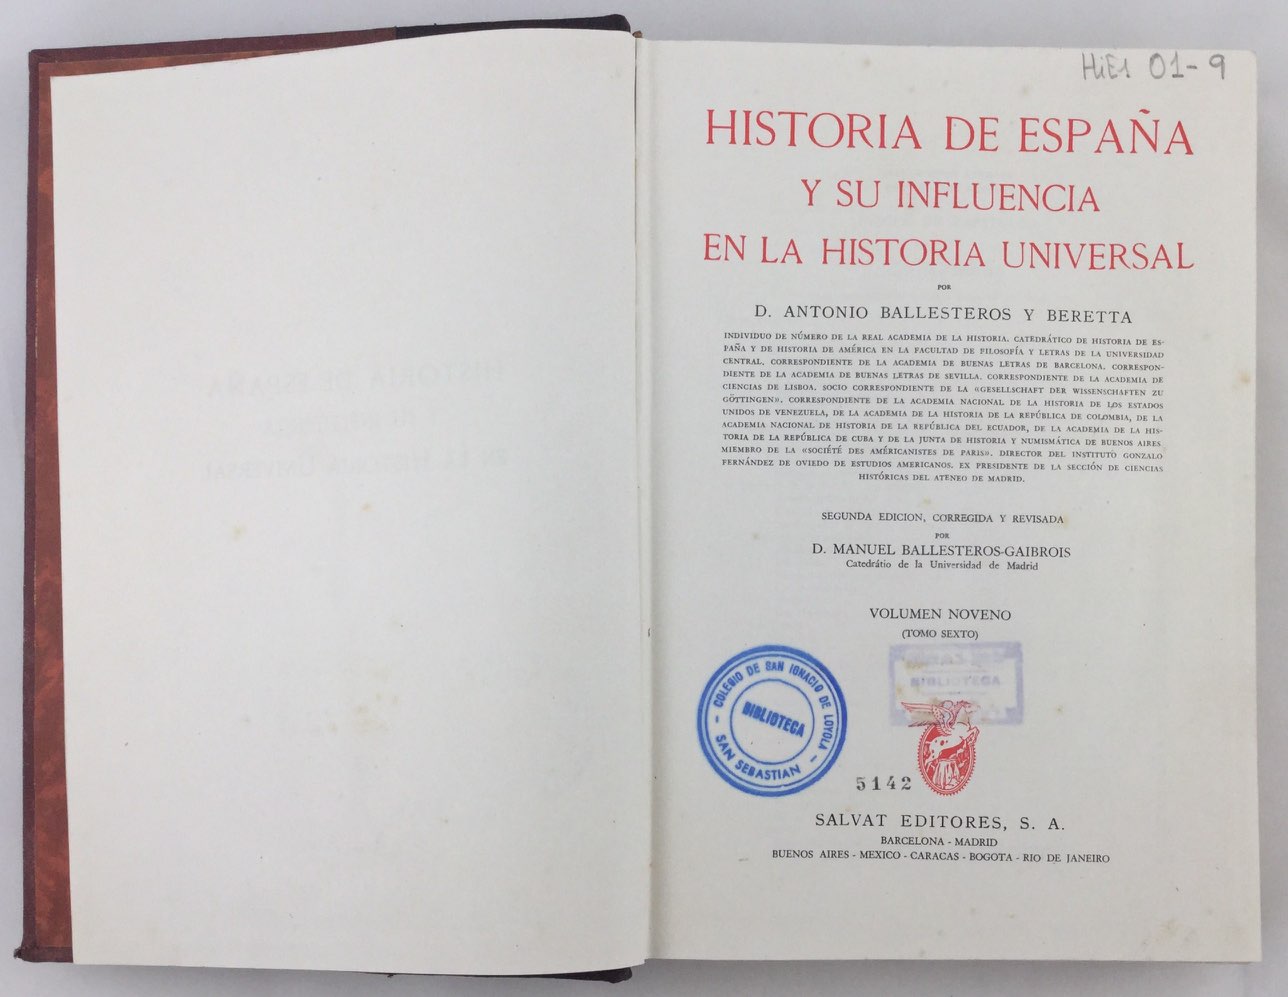 HiE1 01-9
HISTORIA DE ESPAÑA
Y SU INFLUENCIA
EN LA HISTORIA UNIVERSAL
POR
D. ANTONIO BALLESTEROS Y BERETTA
INDIVIDUO DE NÚMERO DE LA REAL ACADEMIA DE LA HISTORIA. CATEDRÁTICO DE HISTORIA DE ES-
PAÑA Y DE HISTORIA DE AMÉRICA EN LA FACULTAD DE FILOSOFÍA Y LETRAS DE LA UNIVERSIDAD
CENTRAL. CORRESPONDIENTE DE LA ACADEMIA DE BUENAS LETRAS DE BARCELONA. CORRESPON-
DIENTE DE LA ACADEMIA DE BUENAS LETRAS DE SEVILLA. CORRESPONDIENTE DE LA ACADEMIA DE
CIENCIAS DE LISBOA. SOCIO CORRESPONDIENTE DE LA «GESELLSCHAFT DER WISSENSCHAFTEN ZU
GÖTTINGEN». CORRESPONDIENTE DE LA ACADEMIA NACIONAL DE LA HISTORIA DE LOS ESTADOS
UNIDOS DE VENEZUELA, DE LA ACADEMIA DE LA HISTORIA DE LA REPÚBLICA DE COLOMBIA, DE LA
ACADEMIA NACIONAL DE HISTORIA DE LA REPÚBLICA DEL ECUADOR, DE LA ACADEMIA DE LA HIS-
TORIA DE LA REPÚBLICA DE CUBA Y DE LA JUNTA DE HISTORIA Y NUMISMÁTICA DE BUENOS AIRES
MIEMBRO DE LA «SOCIÉTÉ DES AMÉRICANISTES DE PARIS». DIRECTOR DEL INSTITUTO GONZALO
FERNÁNDEZ DE OVIEDO DE ESTUDIOS AMERICANOS. EX PRESIDENTE DE LA SECCIÓN DE CIENCIAS
HISTÓRICAS DEL ATENEO DE MADRID.
SEGUNDA EDICION, CORREGIDA Y REVISADA
POR
D. MANUEL BALLESTEROS-GAIBROIS
Catedrátio de la Universidad de Madrid
VOLUMEN NOVENO
(TOMO SEXTO)
COLEGIO DE SAN IGNACIO DE LOYOLA
BIBLIOTECA
SAN SEBASTIAN
BIBLIOTECA
5142
SALVAT EDITORES, S. A.
BARCELONA - MADRID
BUENOS AIRES - MEXICO - CARACAS - BOGOTA - RIO DE JANEIRO